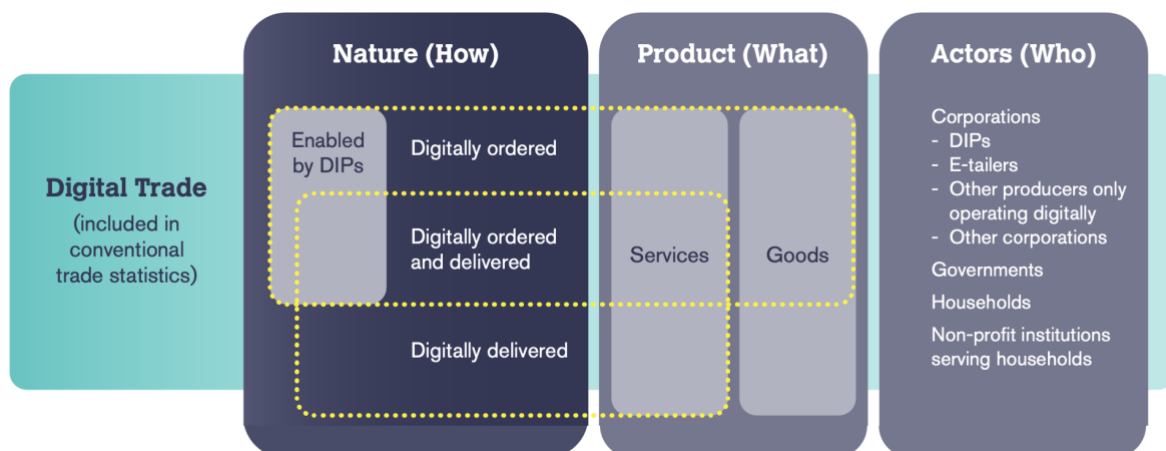 Digital Trade
(included in
conventional
trade statistics)
Nature (How)
Enabled
by DIPs
Digitally ordered
Digitally ordered
and delivered
Digitally delivered
Product (What)
Services
Goods
Actors (Who)
Corporations
- DIPs
- E-tailers
- Other producers only
operating digitally
- Other corporations
Governments
Households
Non-profit institutions
serving households